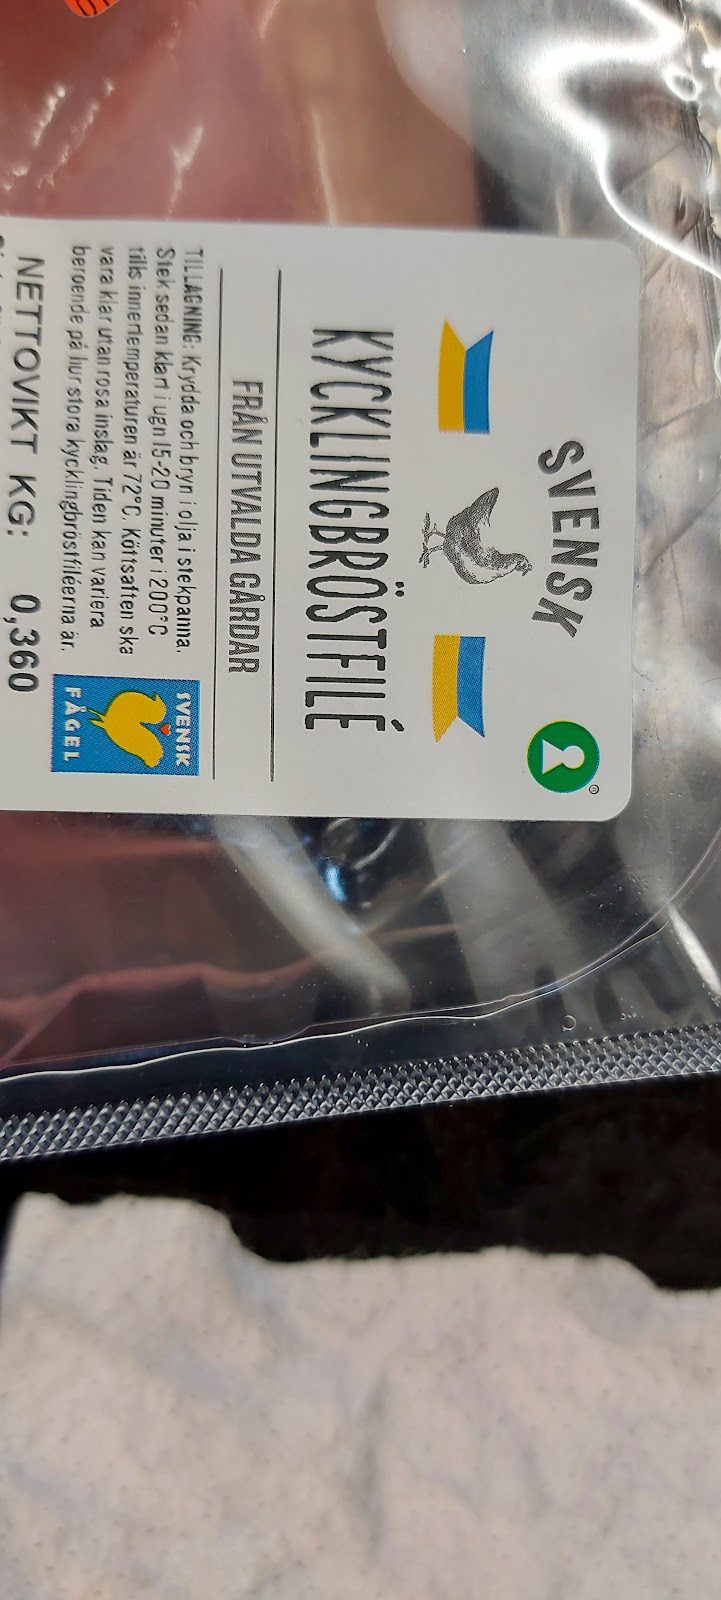 SVENSK
KYCKLINGBRÖSTFILÉ
FRÅN UTVALDA GÅRDAR
TILLAGNING: Krydda och bryn i olja i stekpanna.
Stek sedan klart i ugn 15-20 minuter i 200°C
tills innertemperaturen är 72°C. Köttsaften ska
vara klar utan rosa inslag. Tiden kan variera
beroende på hur stora kycklingbröstfiléerna är.
SVENSK
FÅGEL
NETTOVIKT KG: 0,360